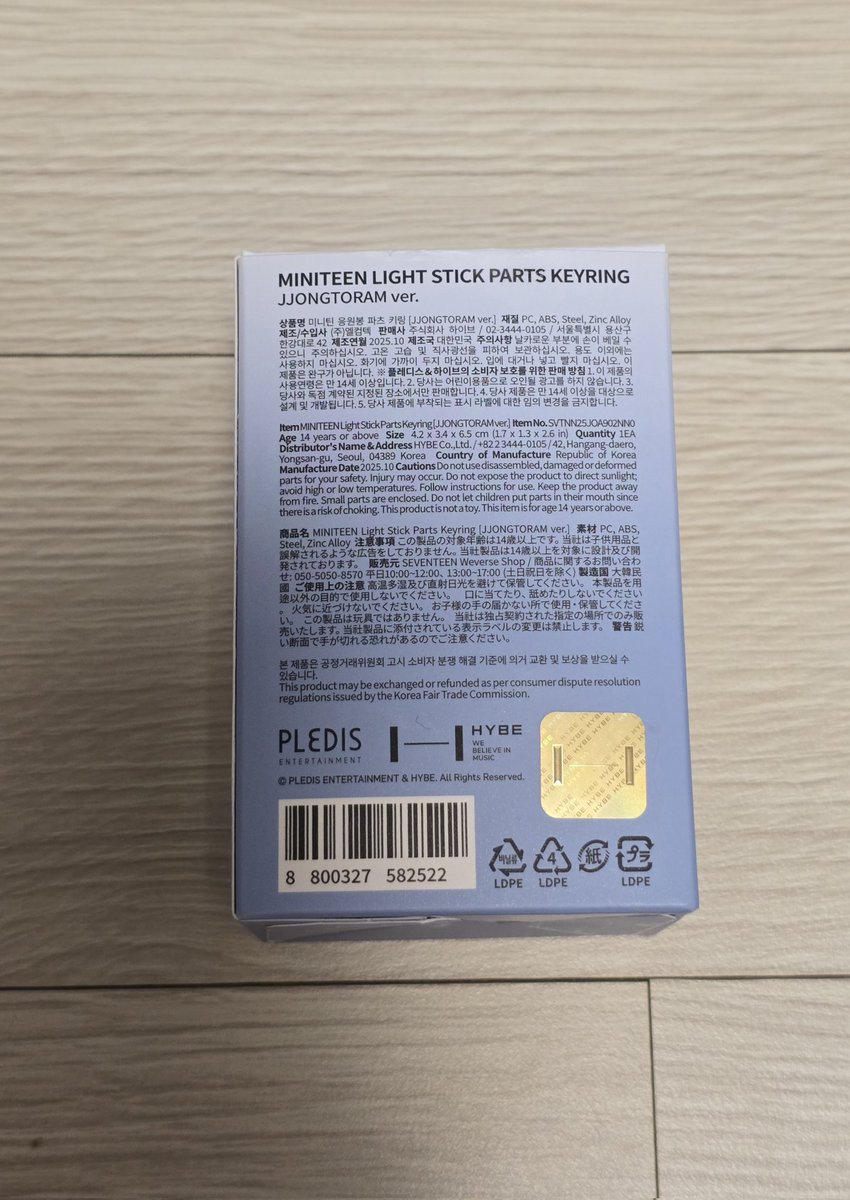 MINITEEN LIGHT STICK PARTS KEYRING
JJONGTORAM ver.
상품명 미니틴 응원봉 파츠 키링 [JJONGTORAM ver.] 재질 PC, ABS, Steel, Zinc Alloy
제조/수입사 (주)엘컴텍 판매사 주식회사 하이브 / 02-3444-0105 / 서울특별시 용산구
한강대로 42 제조연월 2025.10 제조국 대한민국 주의사항 날카로운 부분에 손이 베일 수
있으니 주의하십시오. 고온 고습 및 직사광선을 피하여 보관하십시오. 용도 이외에는
사용하지 마십시오. 화기에 가까이 두지 마십시오. 입에 대거나 넣고 빨지 마십시오. 이
제품은 완구가 아닙니다. ※ 플레디스 & 하이브의 소비자 보호를 위한 판매 방침 1. 이 제품의
사용연령은 만 14세 이상입니다. 2. 당사는 어린이용품으로 오인될 광고를 하지 않습니다. 3.
당사와 독점 계약된 지정된 장소에서만 판매합니다. 4. 당사 제품은 만 14세 이상을 대상으로
설계 및 개발됩니다. 5. 당사 제품에 부착되는 표시 라벨에 대한 임의 변경을 금지합니다.
Item MINITEEN Light Stick Parts Keyring [JJONGTORAM ver.] Item No. SVTNN25JOA902NN0
Age 14 years or above Size 4.2 x 3.4 x 6.5 cm (1.7 x 1.3 x 2.6 in) Quantity 1EA
Distributor's Name & Address HYBE Co.,Ltd. / +82 2 3444-0105 / 42, Hangang-daero,
Yongsan-gu, Seoul, 04389 Korea Country of Manufacture Republic of Korea
Manufacture Date 2025.10 Cautions Do not use disassembled, damaged or deformed
parts for your safety. Injury may occur. Do not expose the product to direct sunlight;
avoid high or low temperatures. Follow instructions for use. Keep the product away
from fire. Small parts are enclosed. Do not let children put parts in their mouth since
there is a risk of choking. This product is not a toy. This item is for age 14 years or above.
商品名 MINITEEN Light Stick Parts Keyring [JJONGTORAM ver.] 素材 PC, ABS,
Steel, Zinc Alloy 注意事項 この製品の対象年齢は14歳以上です。当社は子供用品と
誤解されるような広告をしておりません。当社製品は14歳以上を対象に設計及び開
発されております。 販売元 SEVENTEEN Weverse Shop / 商品に関するお問い合わ
せ: 050-5050-8570 平日10:00~12:00、13:00~17:00 (土日祝日を除く) 製造国 大韓民
國 ご使用上の注意 高温多湿及び直射日光を避けて保管してください。 本製品を用
途以外の目的で使用しないでください。 口に当てたり、舐めたりしないでください
。火気に近づけないでください。 お子様の手の届かない所で使用・保管してくださ
い。 この製品は玩具ではありません。 当社は独占契約された指定の場所でのみ販
売いたします。当社製品に添付されている表示ラベルの変更は禁止します。 警告 鋭
い断面で手が切れる恐れがあるのでご注意ください。
본 제품은 공정거래위원회 고시 소비자 분쟁 해결 기준에 의거 교환 및 보상을 받으실 수
있습니다.
This product may be exchanged or refunded as per consumer dispute resolution
regulations issued by the Korea Fair Trade Commission.
PLEDIS
ENTERTAINMENT
HYBE
WE
BELIEVE IN
MUSIC
© PLEDIS ENTERTAINMENT & HYBE. All Rights Reserved.
8 800327 582522
4
紙
プラ
LDPE
LDPE
LDPE